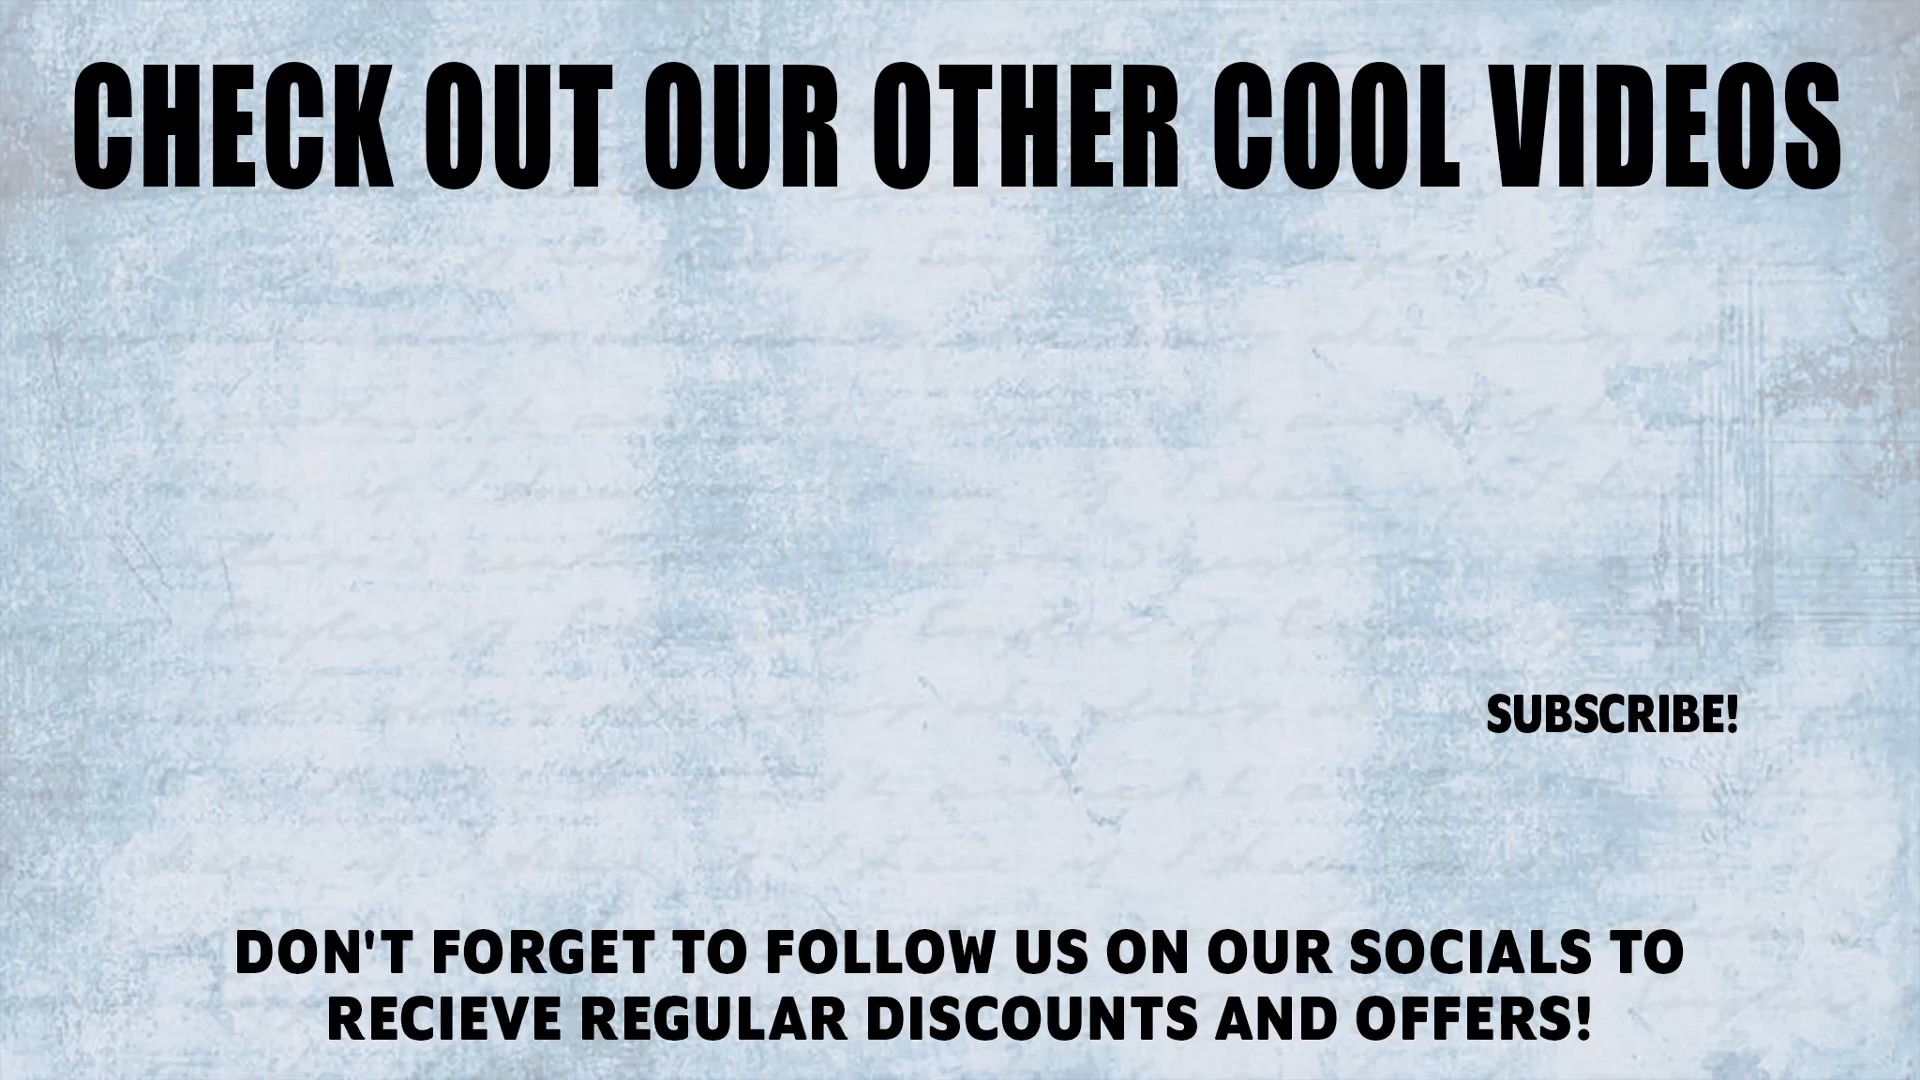 CHECK OUT OUR OTHER COOL VIDEOS
SUBSCRIBE!
DON'T FORGET TO FOLLOW US ON OUR SOCIALS TO
RECIEVE REGULAR DISCOUNTS AND OFFERS!